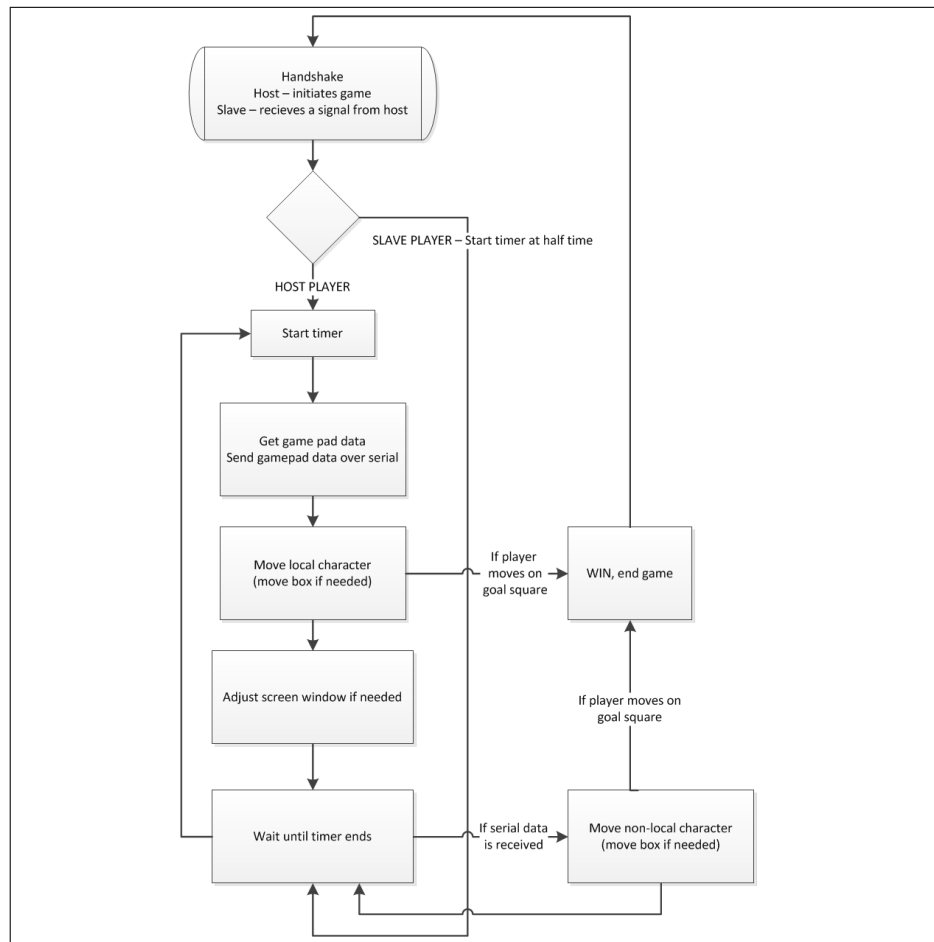 Handshake
Host – initiates game
Slave – recieves a signal from host
SLAVE PLAYER – Start timer at half time
HOST PLAYER
Start timer
Get game pad data
Send gamepad data over serial
Move local character
(move box if needed)
If player
moves on
goal square
WIN, end game
Adjust screen window if needed
If player moves on
goal square
Wait until timer ends
If serial data
is received
Move non-local character
(move box if needed)